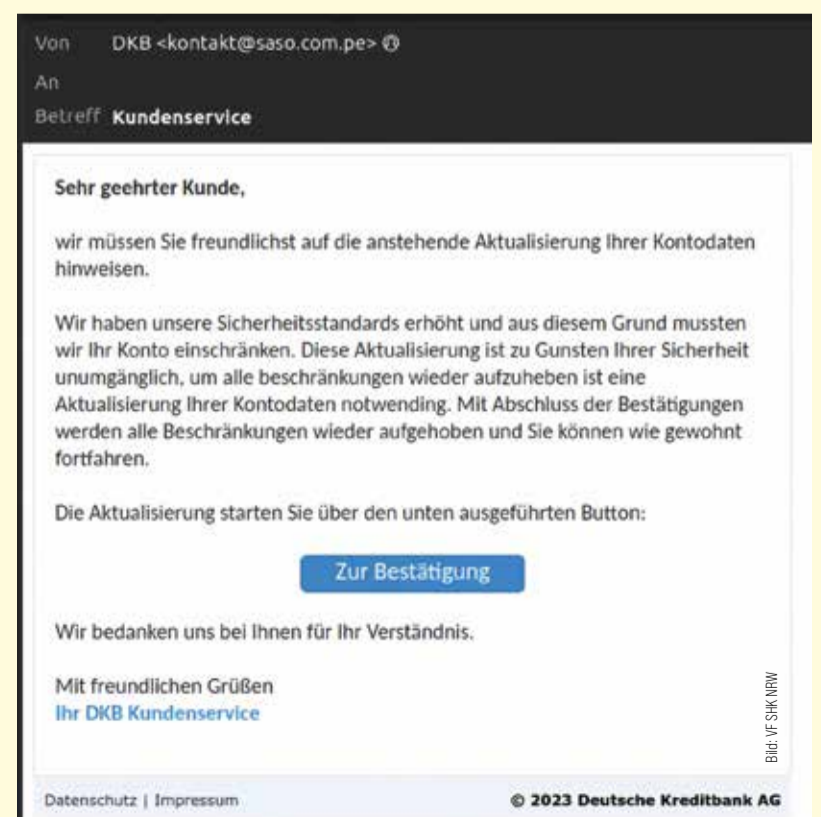 Von DKB <kontakt@saso.com.pe>
An
Betreff Kundenservice
Sehr geehrter Kunde,
wir müssen Sie freundlichst auf die anstehende Aktualisierung Ihrer Kontodaten
hinweisen.
Wir haben unsere Sicherheitsstandards erhöht und aus diesem Grund mussten
wir Ihr Konto einschränken. Diese Aktualisierung ist zu Gunsten Ihrer Sicherheit
unumgänglich, um alle beschränkungen wieder aufzuheben ist eine
Aktualisierung Ihrer Kontodaten notwending. Mit Abschluss der Bestätigungen
werden alle Beschränkungen wieder aufgehoben und Sie können wie gewohnt
fortfahren.
Die Aktualisierung starten Sie über den unten ausgeführten Button:
Zur Bestätigung
Wir bedanken uns bei Ihnen für Ihr Verständnis.
Mit freundlichen Grüßen
Ihr DKB Kundenservice
Bild: VF SHK NRW
Datenschutz | Impressum © 2023 Deutsche Kreditbank AG